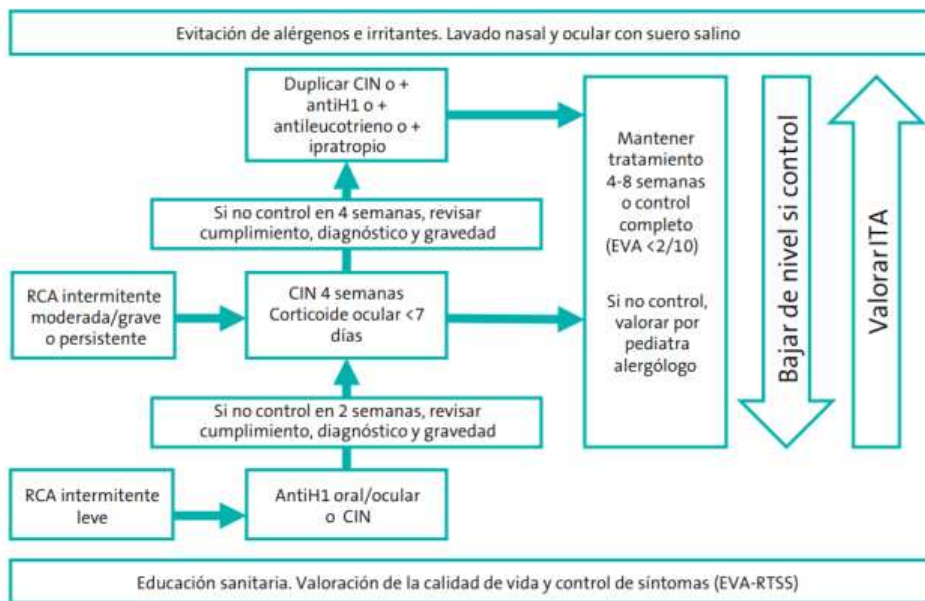 Evitación de alérgenos e irritantes. Lavado nasal y ocular con suero salino
Duplicar CIN o +
antiH1 o +
antileucotrieno o +
ipratropio
Si no control en 4 semanas, revisar
cumplimiento, diagnóstico y gravedad
RCA intermitente
moderada/grave
o persistente
CIN 4 semanas
Corticoide ocular <7
días
Si no control en 2 semanas, revisar
cumplimiento, diagnóstico y gravedad
RCA intermitente
leve
AntiH1 oral/ocular
o CIN
Mantener
tratamiento
4-8 semanas
o control
completo
(EVA <2/10)
Si no control,
valorar por
pediatra
alergólogo
Bajar de nivel si control
Valorar ITA
Educación sanitaria. Valoración de la calidad de vida y control de síntomas (EVA-RTSS)